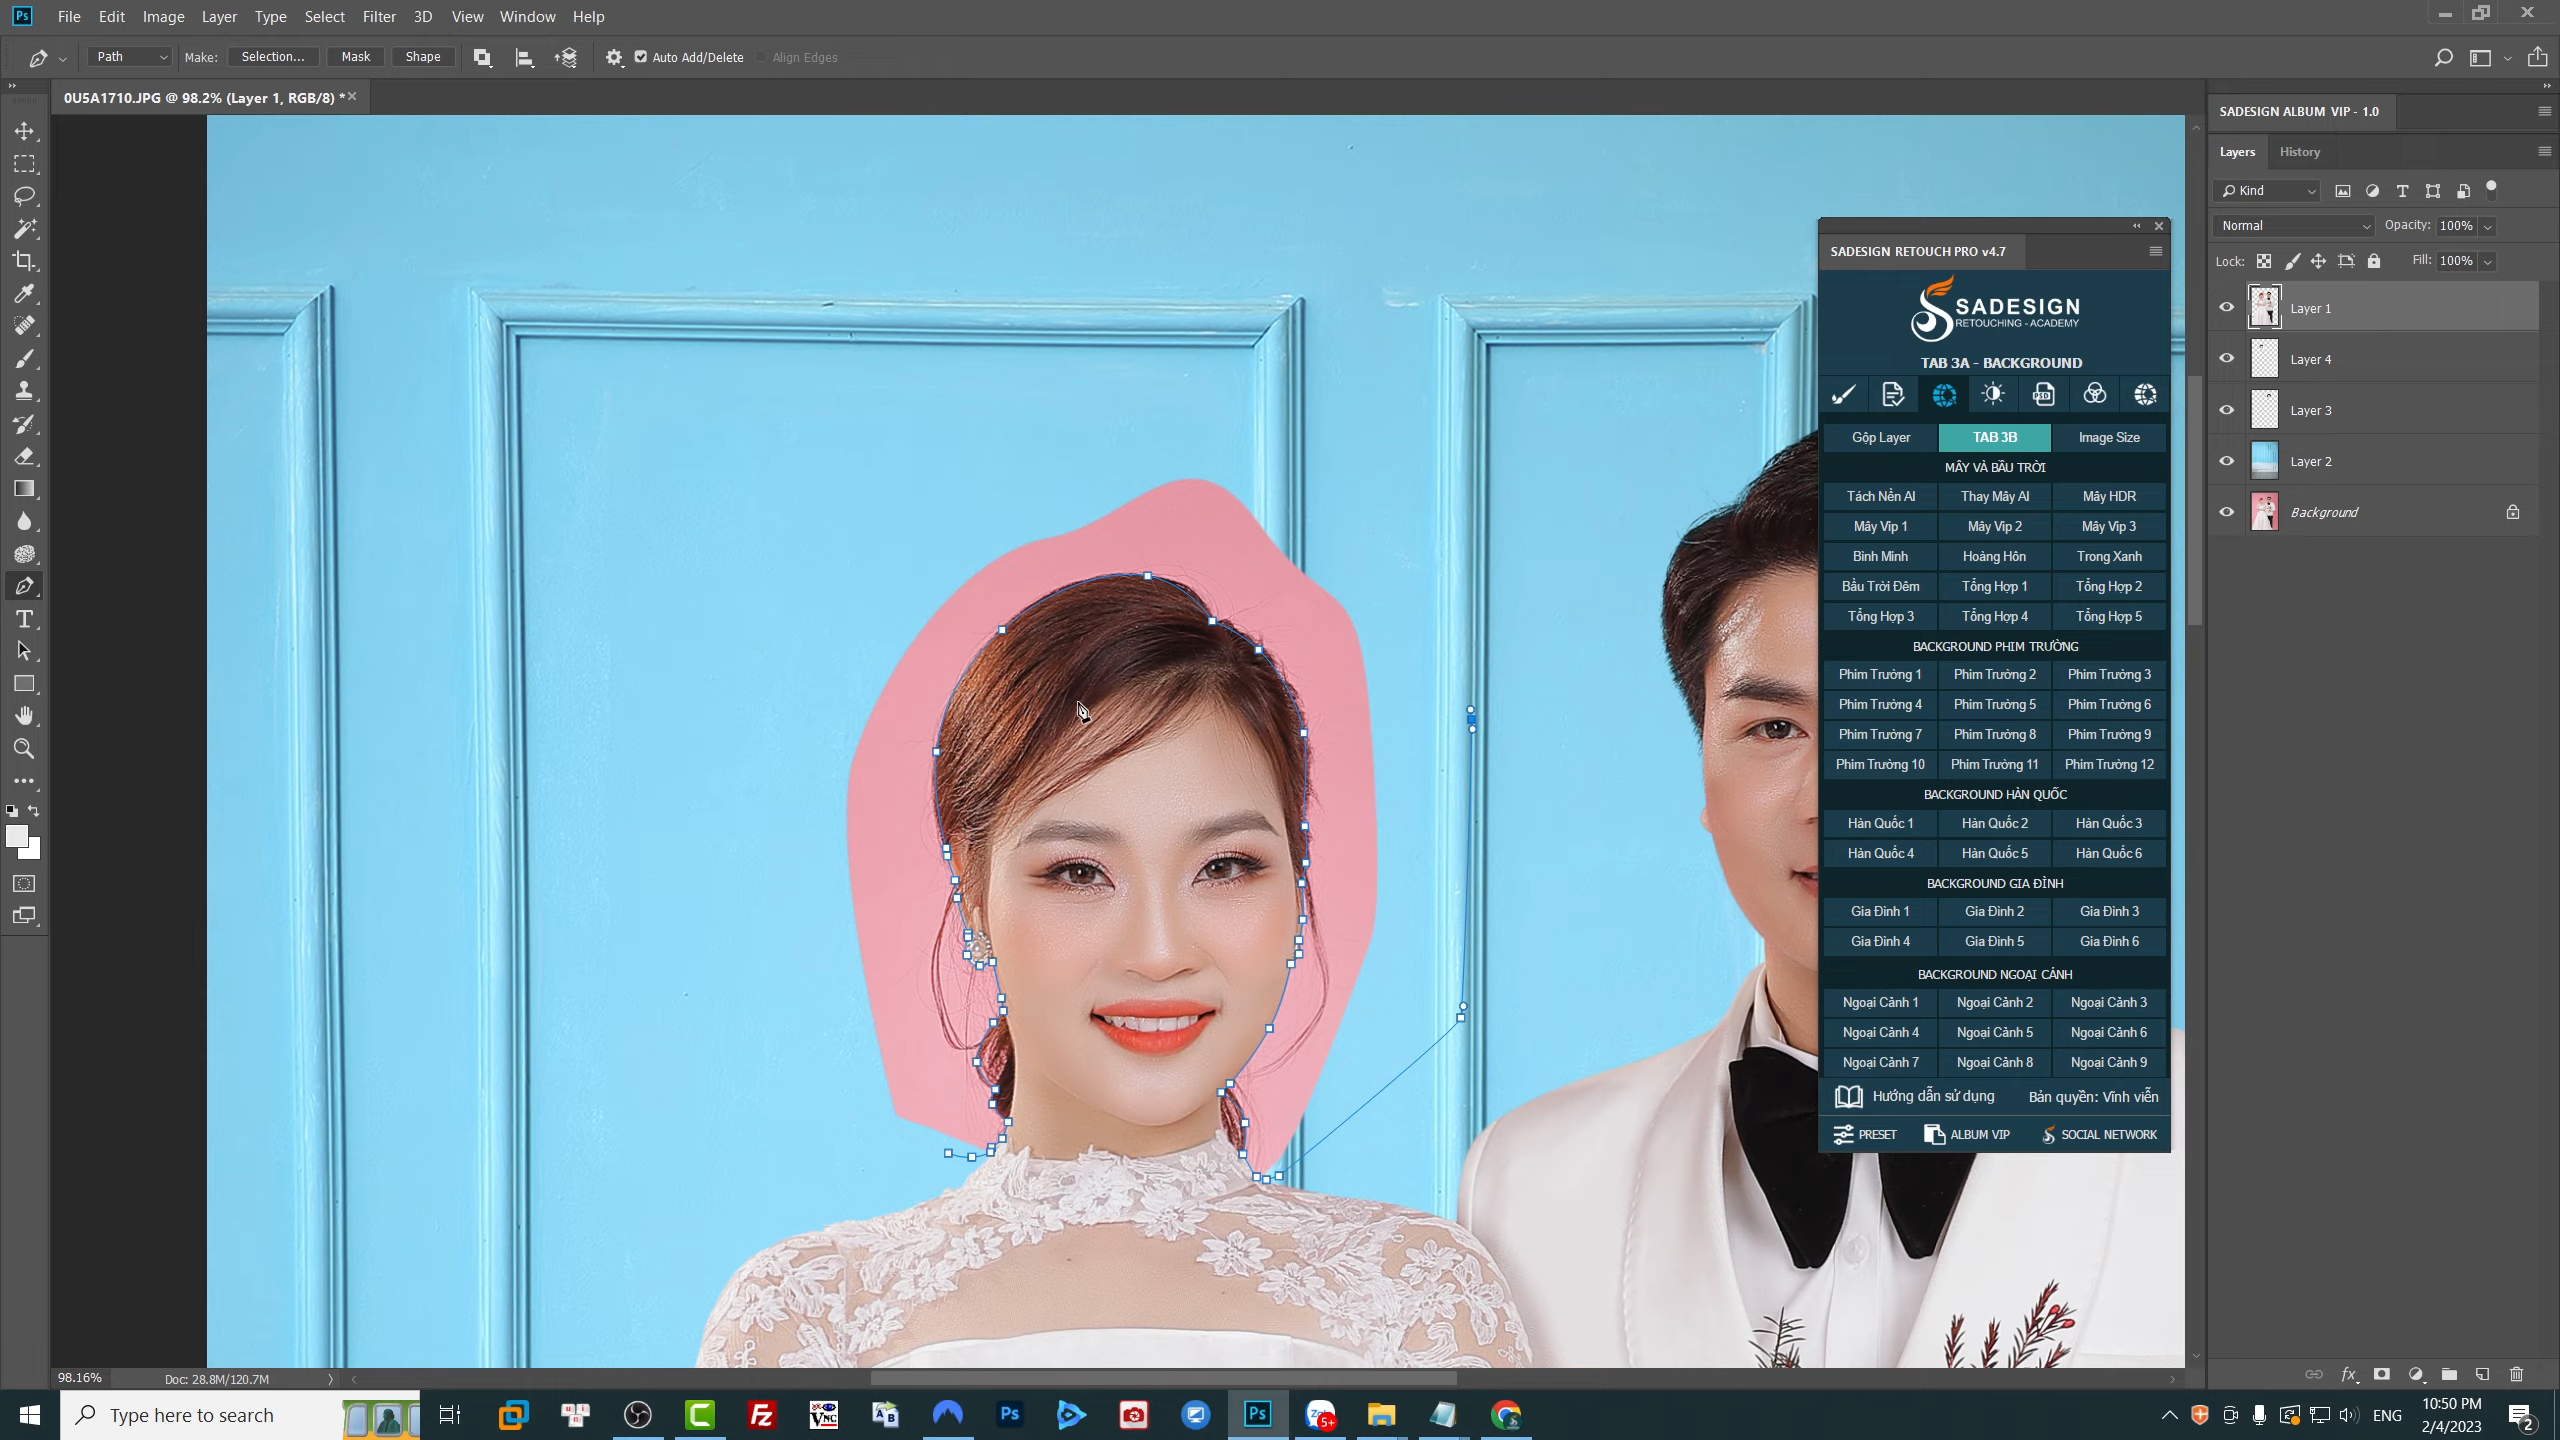 Ps File Edit Image Layer Type Select Filter 3D View Window Help
Path Make: Selection... Mask Shape Auto Add/Delete Align Edges
0U5A1710.JPG @ 98.2% (Layer 1, RGB/8) *
SADESIGN ALBUM VIP - 1.0
Layers History
Kind
Normal Opacity: 100%
Lock: Fill: 100%
Layer 1
Layer 4
Layer 3
Layer 2
Background
SADESIGN RETOUCH PRO v4.7
SADESIGN
RETOUCHING - ACADEMY
TAB 3A - BACKGROUND
PSD
Gộp Layer TAB 3B Image Size
MÂY VÀ BẦU TRỜI
Tách Nền AI Thay Mây AI Mây HDR
Mây Vip 1 Mây Vip 2 Mây Vip 3
Bình Minh Hoàng Hôn Trong Xanh
Bầu Trời Đêm Tổng Hợp 1 Tổng Hợp 2
Tổng Hợp 3 Tổng Hợp 4 Tổng Hợp 5
BACKGROUND PHIM TRƯỜNG
Phim Trường 1 Phim Trường 2 Phim Trường 3
Phim Trường 4 Phim Trường 5 Phim Trường 6
Phim Trường 7 Phim Trường 8 Phim Trường 9
Phim Trường 10 Phim Trường 11 Phim Trường 12
BACKGROUND HÀN QUỐC
Hàn Quốc 1 Hàn Quốc 2 Hàn Quốc 3
Hàn Quốc 4 Hàn Quốc 5 Hàn Quốc 6
BACKGROUND GIA ĐÌNH
Gia Đình 1 Gia Đình 2 Gia Đình 3
Gia Đình 4 Gia Đình 5 Gia Đình 6
BACKGROUND NGOẠI CẢNH
Ngoại Cảnh 1 Ngoại Cảnh 2 Ngoại Cảnh 3
Ngoại Cảnh 4 Ngoại Cảnh 5 Ngoại Cảnh 6
Ngoại Cảnh 7 Ngoại Cảnh 8 Ngoại Cảnh 9
Hướng dẫn sử dụng Bản quyền: Vĩnh viễn
PRESET ALBUM VIP SOCIAL NETWORK
98.16% Doc: 28.8M/120.7M
fx
Type here to search
Fz
VNC
Ps
Ps
5+
ENG
10:50 PM
2/4/2023
2